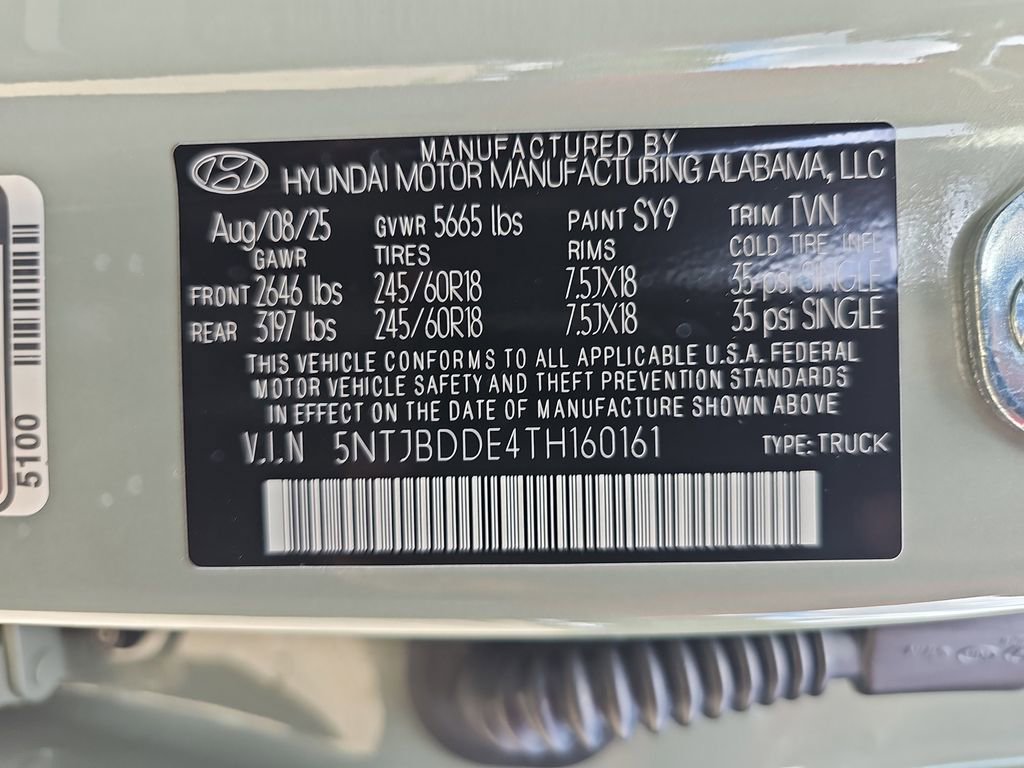 MANUFACTURED BY
HYUNDAI MOTOR MANUFACTURING ALABAMA, LLC
Aug/08/25 GVWR 5665 lbs PAINT SY9 TRIM TVN
GAWR TIRES RIMS COLD TIRE INFL
FRONT 2646 lbs 245/60R18 7.5JX18 35 psi SINGLE
REAR 3197 lbs 245/60R18 7.5JX18 35 psi SINGLE
THIS VEHICLE CONFORMS TO ALL APPLICABLE U.S.A. FEDERAL
MOTOR VEHICLE SAFETY AND THEFT PREVENTION STANDARDS
IN EFFECT ON THE DATE OF MANUFACTURE SHOWN ABOVE
V.I.N 5NTJBDDE4TH160161 TYPE: TRUCK
5100